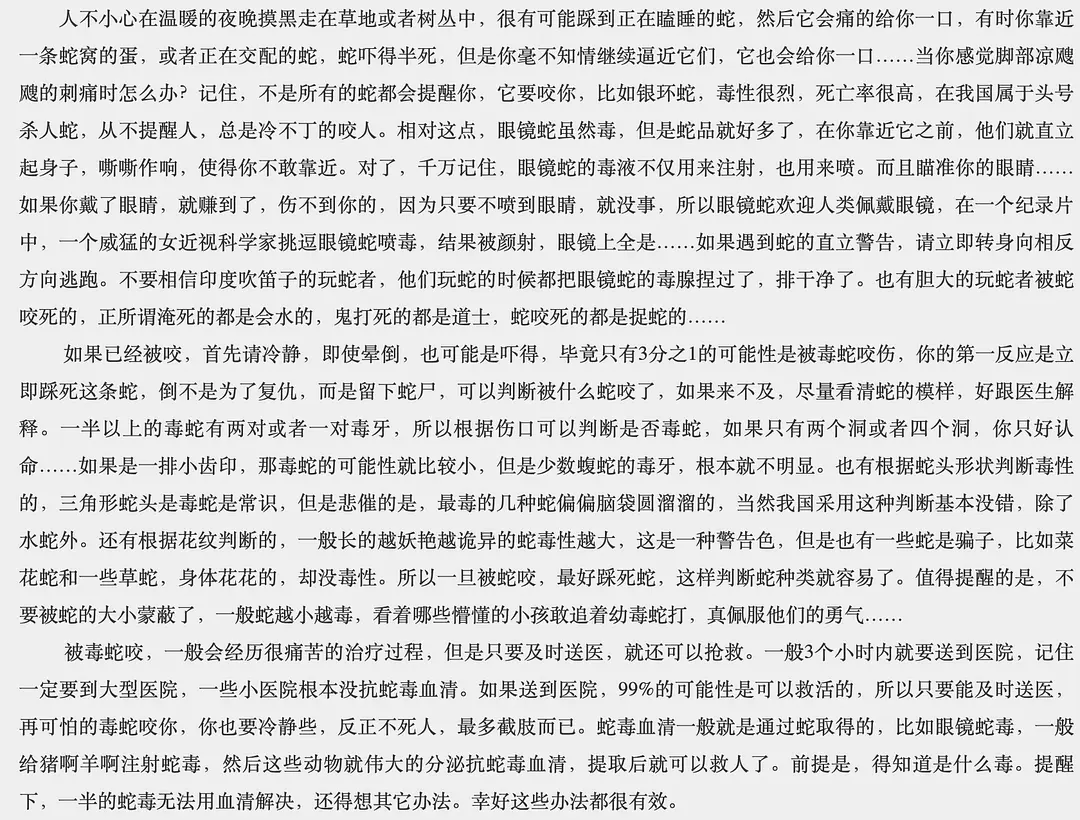 人不小心在温暖的夜晚摸黑走在草地或者树丛中，很有可能踩到正在瞌睡的蛇，然后它会痛的给你一口，有时你靠近
一条蛇窝的蛋，或者正在交配的蛇，蛇吓得半死，但是你毫不知情继续逼近它们，它也会给你一口……当你感觉脚部凉飕
飕的刺痛时怎么办？记住，不是所有的蛇都会提醒你，它要咬你，比如银环蛇，毒性很烈，死亡率很高，在我国属于头号
杀人蛇，从不提醒人，总是冷不丁的咬人。相对这点，眼镜蛇虽然毒，但是蛇品就好多了，在你靠近它之前，他们就直立
起身子，嘶嘶作响，使得你不敢靠近。对了，千万记住，眼镜蛇的毒液不仅用来注射，也用来喷。而且瞄准你的眼睛……
如果你戴了眼睛，就赚到了，伤不到你的，因为只要不喷到眼睛，就没事，所以眼镜蛇欢迎人类佩戴眼镜，在一个纪录片
中，一个威猛的女近视科学家挑逗眼镜蛇喷毒，结果被颜射，眼镜上全是……如果遇到蛇的直立警告，请立即转身向相反
方向逃跑。不要相信印度吹笛子的玩蛇者，他们玩蛇的时候都把眼镜蛇的毒腺捏过了，排干净了。也有胆大的玩蛇者被蛇
咬死的，正所谓淹死的都是会水的，鬼打死的都是道士，蛇咬死的都是捉蛇的……
如果已经被咬，首先请冷静，即使晕倒，也可能是吓得，毕竟只有3分之1的可能性是被毒蛇咬伤，你的第一反应是立
即踩死这条蛇，倒不是为了复仇，而是留下蛇尸，可以判断被什么蛇咬了，如果来不及，尽量看清蛇的模样，好跟医生解
释。一半以上的毒蛇有两对或者一对毒牙，所以根据伤口可以判断是否毒蛇，如果只有两个洞或者四个洞，你只好认
命……如果是一排小齿印，那毒蛇的可能性就比较小，但是少数蝮蛇的毒牙，根本就不明显。也有根据蛇头形状判断毒性
的，三角形蛇头是毒蛇是常识，但是悲催的是，最毒的几种蛇偏偏脑袋圆溜溜的，当然我国采用这种判断基本没错，除了
水蛇外。还有根据花纹判断的，一般长的越妖艳越诡异的蛇毒性越大，这是一种警告色，但是也有一些蛇是骗子，比如菜
花蛇和一些草蛇，身体花花的，却没毒性。所以一旦被蛇咬，最好踩死蛇，这样判断蛇种类就容易了。值得提醒的是，不
要被蛇的大小蒙蔽了，一般蛇越小越毒，看着哪些懵懂的小孩敢追着幼毒蛇打，真佩服他们的勇气……
被毒蛇咬，一般会经历很痛苦的治疗过程，但是只要及时送医，就还可以抢救。一般3个小时内就要送到医院，记住
一定要到大型医院，一些小医院根本没抗蛇毒血清。如果送到医院，99%的可能性是可以救活的，所以只要能及时送医，
再可怕的毒蛇咬你，你也要冷静些，反正不死人，最多截肢而已。蛇毒血清一般就是通过蛇取得的，比如眼镜蛇毒，一般
给猪啊羊啊注射蛇毒，然后这些动物就伟大的分泌抗蛇毒血清，提取后就可以救人了。前提是，得知道是什么毒。提醒
下，一半的蛇毒无法用血清解决，还得想其它办法。幸好这些办法都很有效。